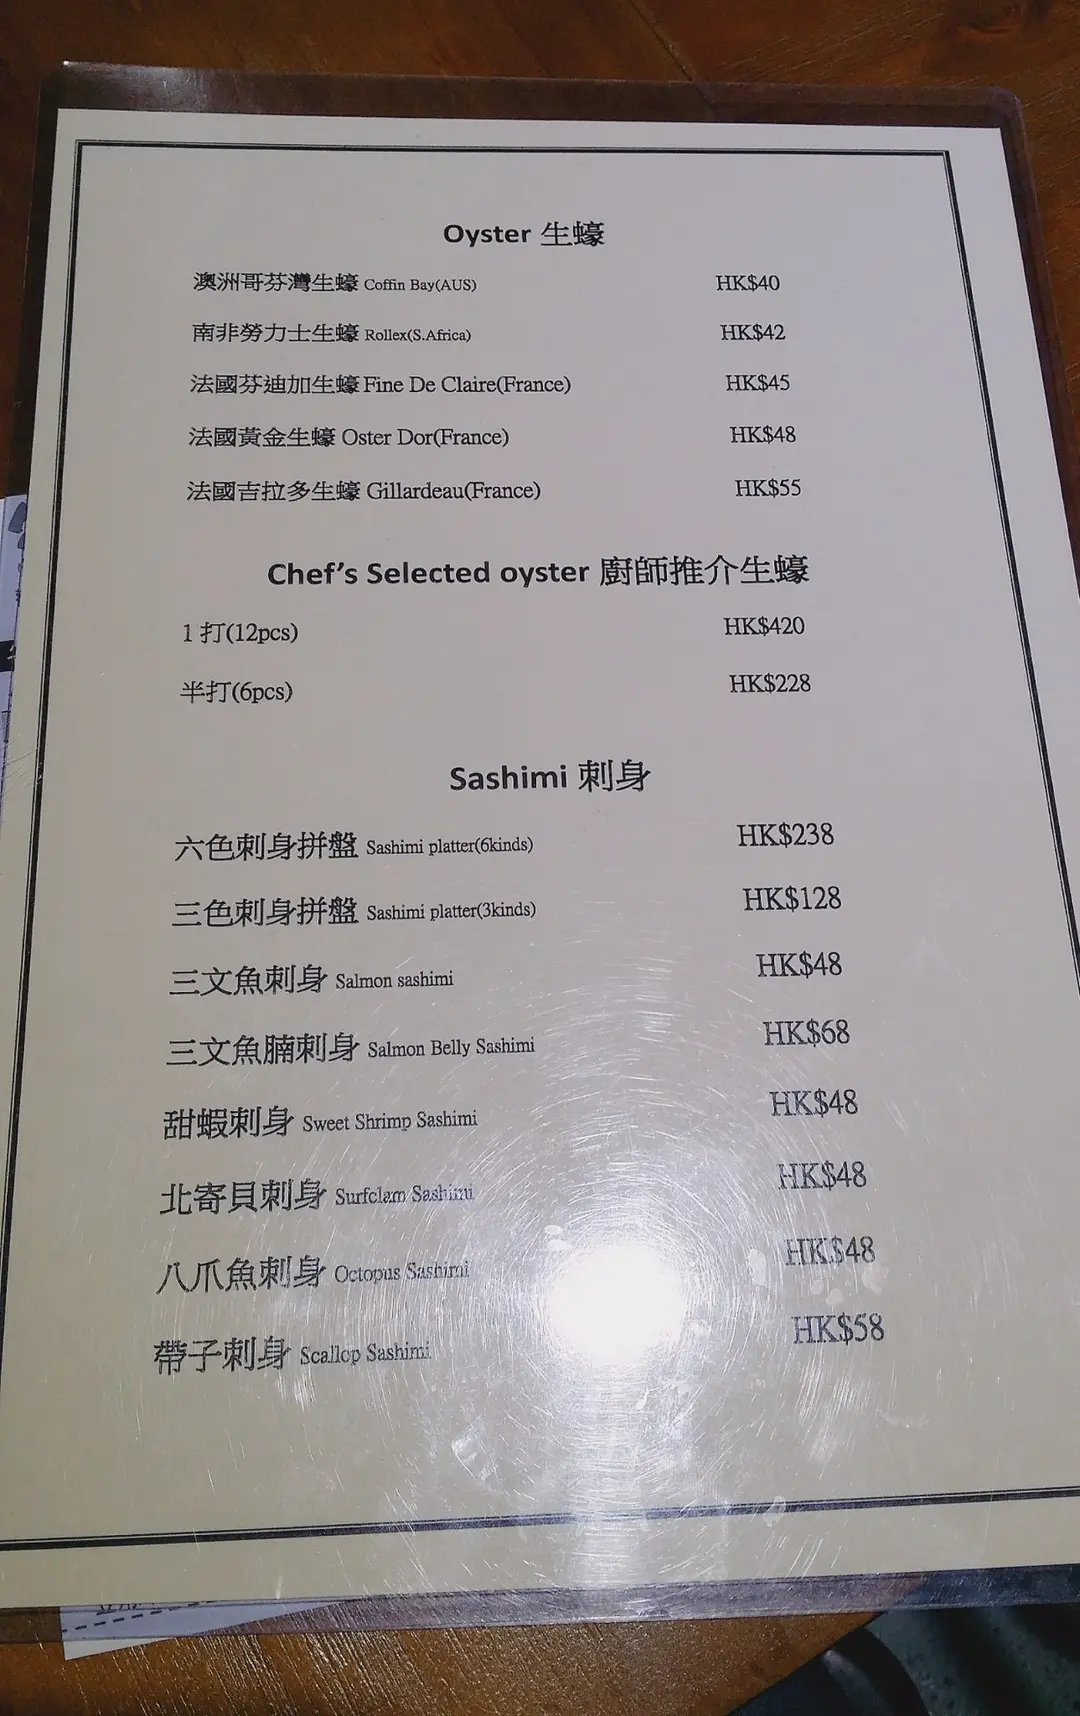 Oyster 生蠔
澳洲哥芬灣生蠔 Coffin Bay(AUS) HK$40
南非勞力士生蠔 Rollex(S.Africa) HK$42
法國芬迪加生蠔 Fine De Claire(France) HK$45
法國黃金生蠔 Oster Dor(France) HK$48
法國吉拉多生蠔 Gillardeau(France) HK$55
Chef's Selected oyster 廚師推介生蠔
1 打(12pcs) HK$420
半打(6pcs) HK$228
Sashimi 刺身
六色刺身拼盤 Sashimi platter(6kinds) HK$238
三色刺身拼盤 Sashimi platter(3kinds) HK$128
三文魚刺身 Salmon sashimi HK$48
三文魚腩刺身 Salmon Belly Sashimi HK$68
甜蝦刺身 Sweet Shrimp Sashimi HK$48
北寄貝刺身 Surfclam Sashimi HK$48
八爪魚刺身 Octopus Sashimi HK$48
帶子刺身 Scallop Sashimi HK$58